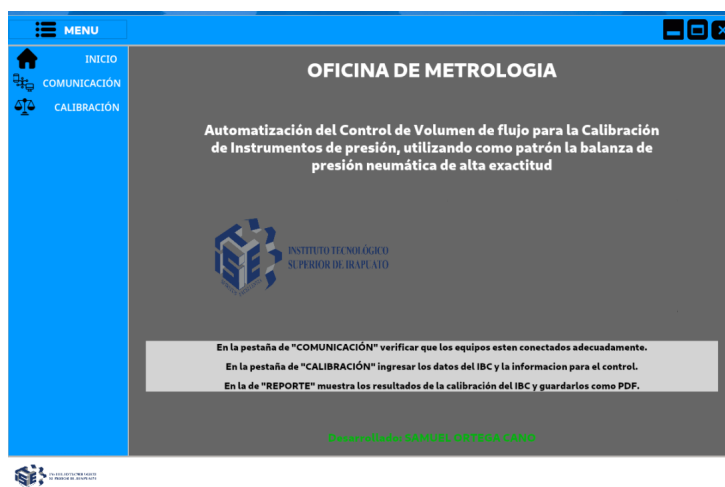 MENU
INICIO
COMUNICACIÓN
CALIBRACIÓN
OFICINA DE METROLOGIA
Automatización del Control de Volumen de flujo para la Calibración
de Instrumentos de presión, utilizando como patrón la balanza de
presión neumática de alta exactitud
INSTITUTO TECNOLÓGICO
SUPERIOR DE IRAPUATO
En la pestaña de "COMUNICACIÓN" verificar que los equipos esten conectados adecuadamente.
En la pestaña de "CALIBRACIÓN" ingresar los datos del IBC y la informacion para el control.
En la de "REPORTE" muestra los resultados de la calibración del IBC y guardarlos como PDF.
SAMUEL ORTEGA CANO